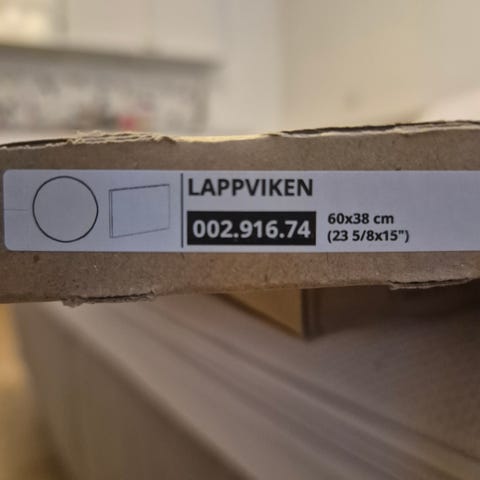 LAPPVIKEN
002.916.74
60x38 cm
(23 5/8x15")